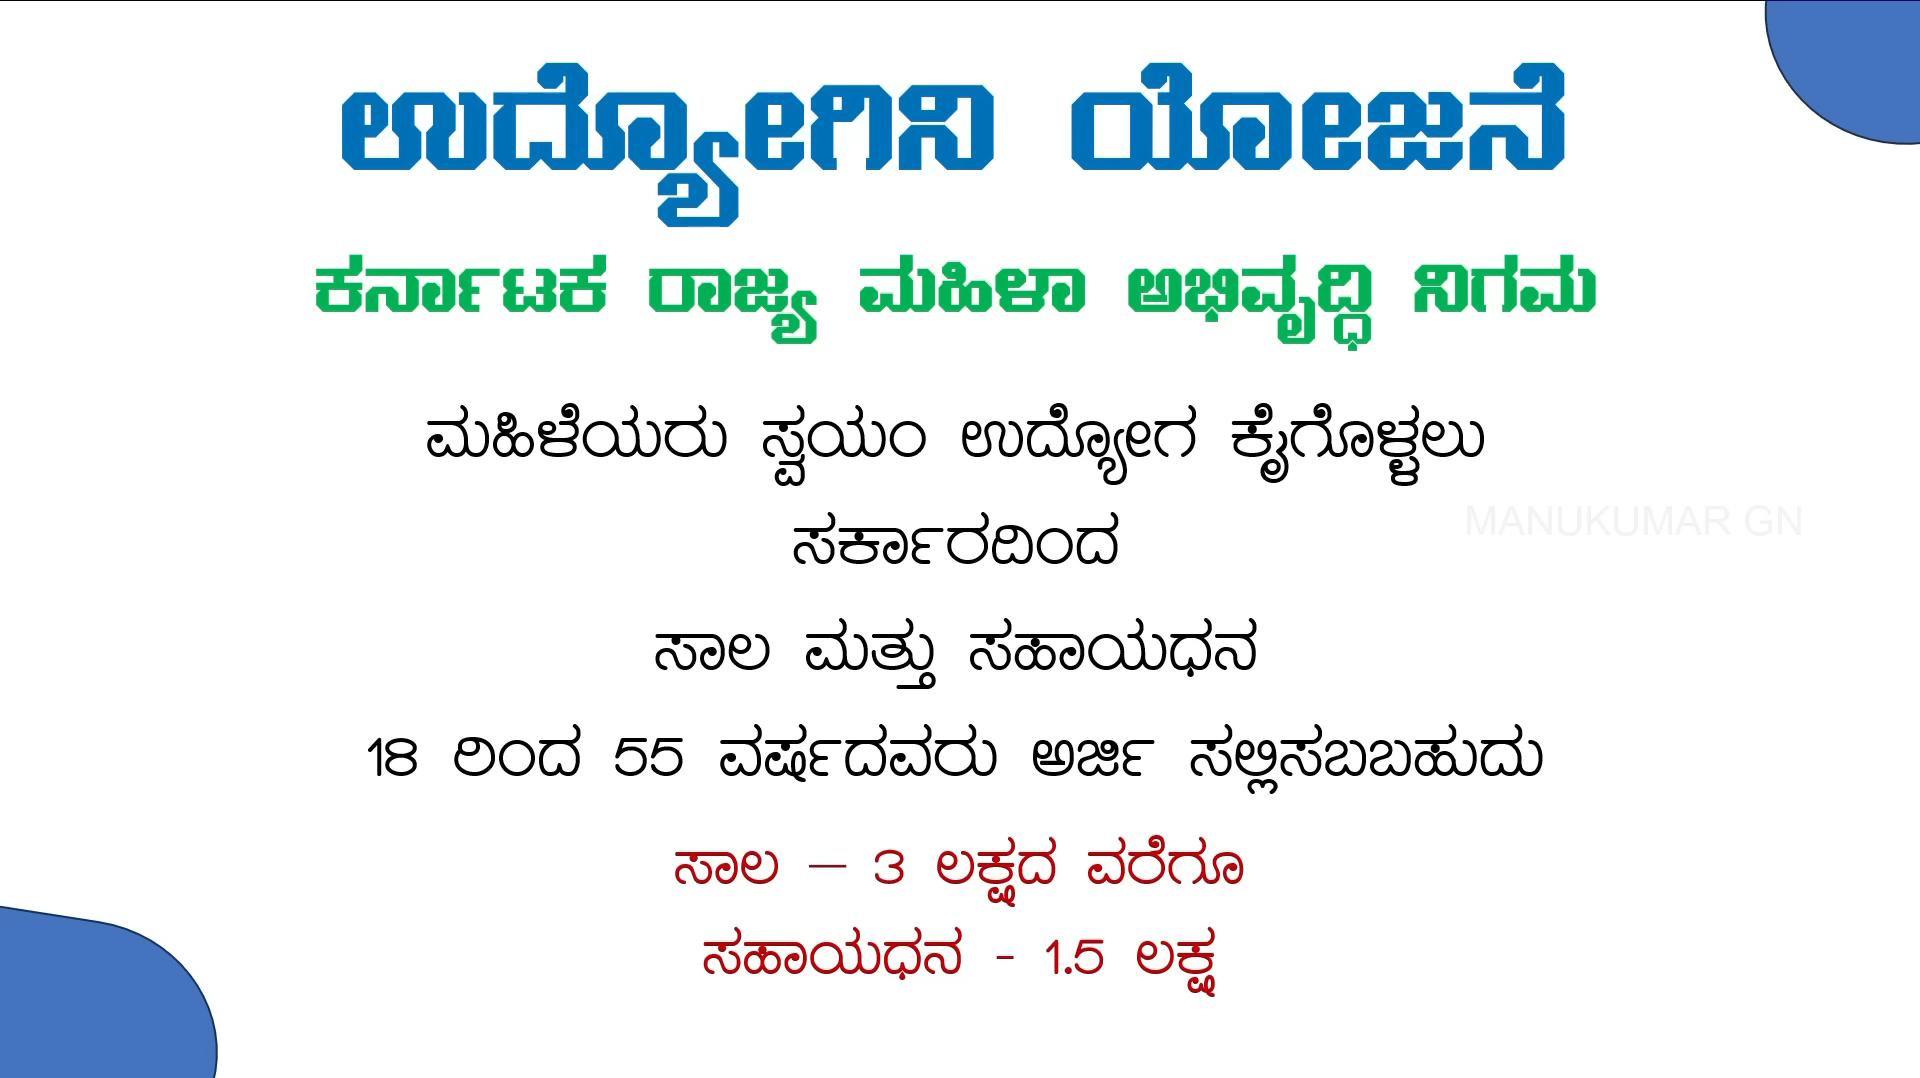 ಉದ್ಯೋಗಿನಿ ಯೋಜನೆ
ಕರ್ನಾಟಕ ರಾಜ್ಯ ಮಹಿಳಾ ಅಭಿವೃದ್ಧಿ ನಿಗಮ
ಮಹಿಳೆಯರು ಸ್ವಯಂ ಉದ್ಯೋಗ ಕೈಗೊಳ್ಳಲು
ಸರ್ಕಾರದಿಂದ
MANUKUMAR GN
ಸಾಲ ಮತ್ತು ಸಹಾಯಧನ
18 ರಿಂದ 55 ವರ್ಷದವರು ಅರ್ಜಿ ಸಲ್ಲಿಸಬಬಹುದು
ಸಾಲ – 3 ಲಕ್ಷದ ವರೆಗೂ
ಸಹಾಯಧನ - 1.5 ಲಕ್ಷ